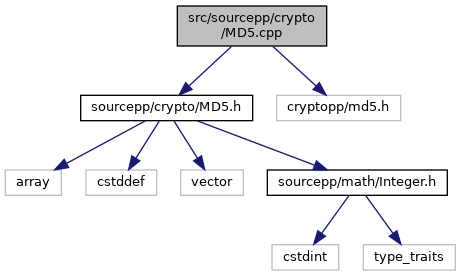 src/sourcepp/crypto
/MD5.cpp
sourcepp/crypto/MD5.h
cryptopp/md5.h
array
cstddef
vector
sourcepp/math/Integer.h
cstdint
type_traits